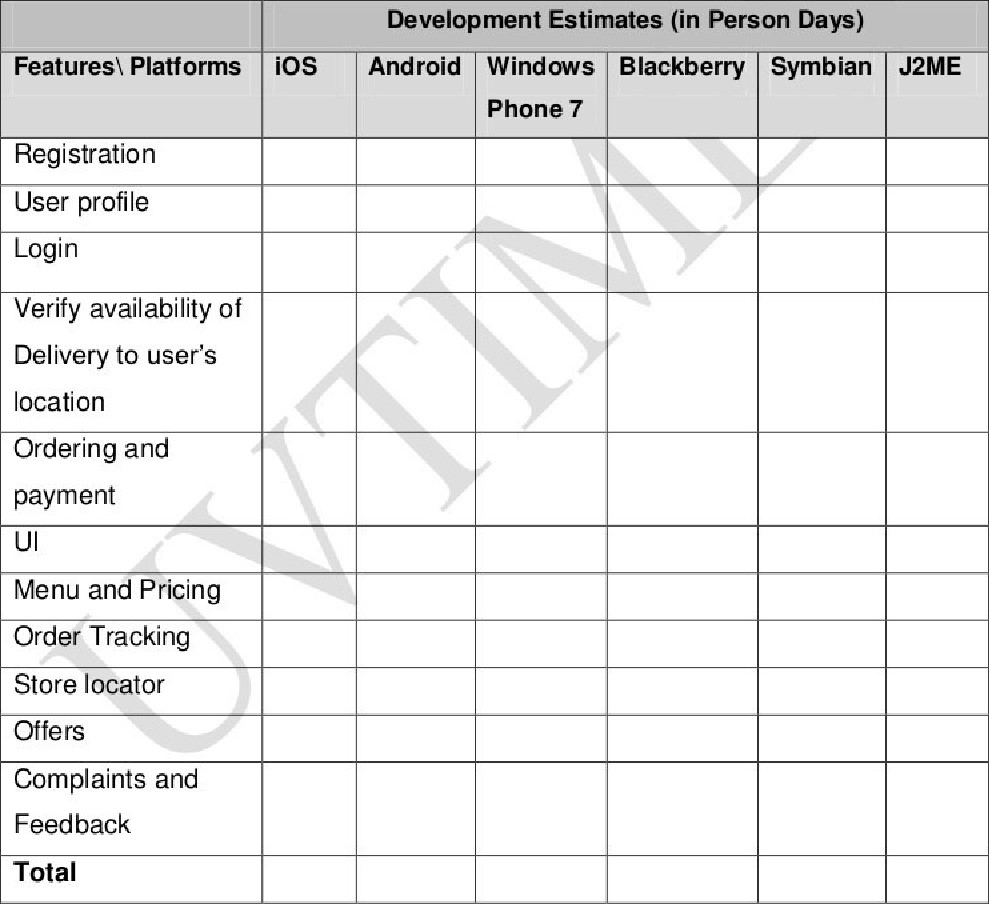 Development Estimates (in Person Days)
Features\ Platforms iOS Android Windows Phone 7 Blackberry Symbian J2ME
Registration
User profile
Login
Verify availability of
Delivery to user's
location
Ordering and
payment
UI
Menu and Pricing
Order Tracking
Store locator
Offers
Complaints and
Feedback
Total